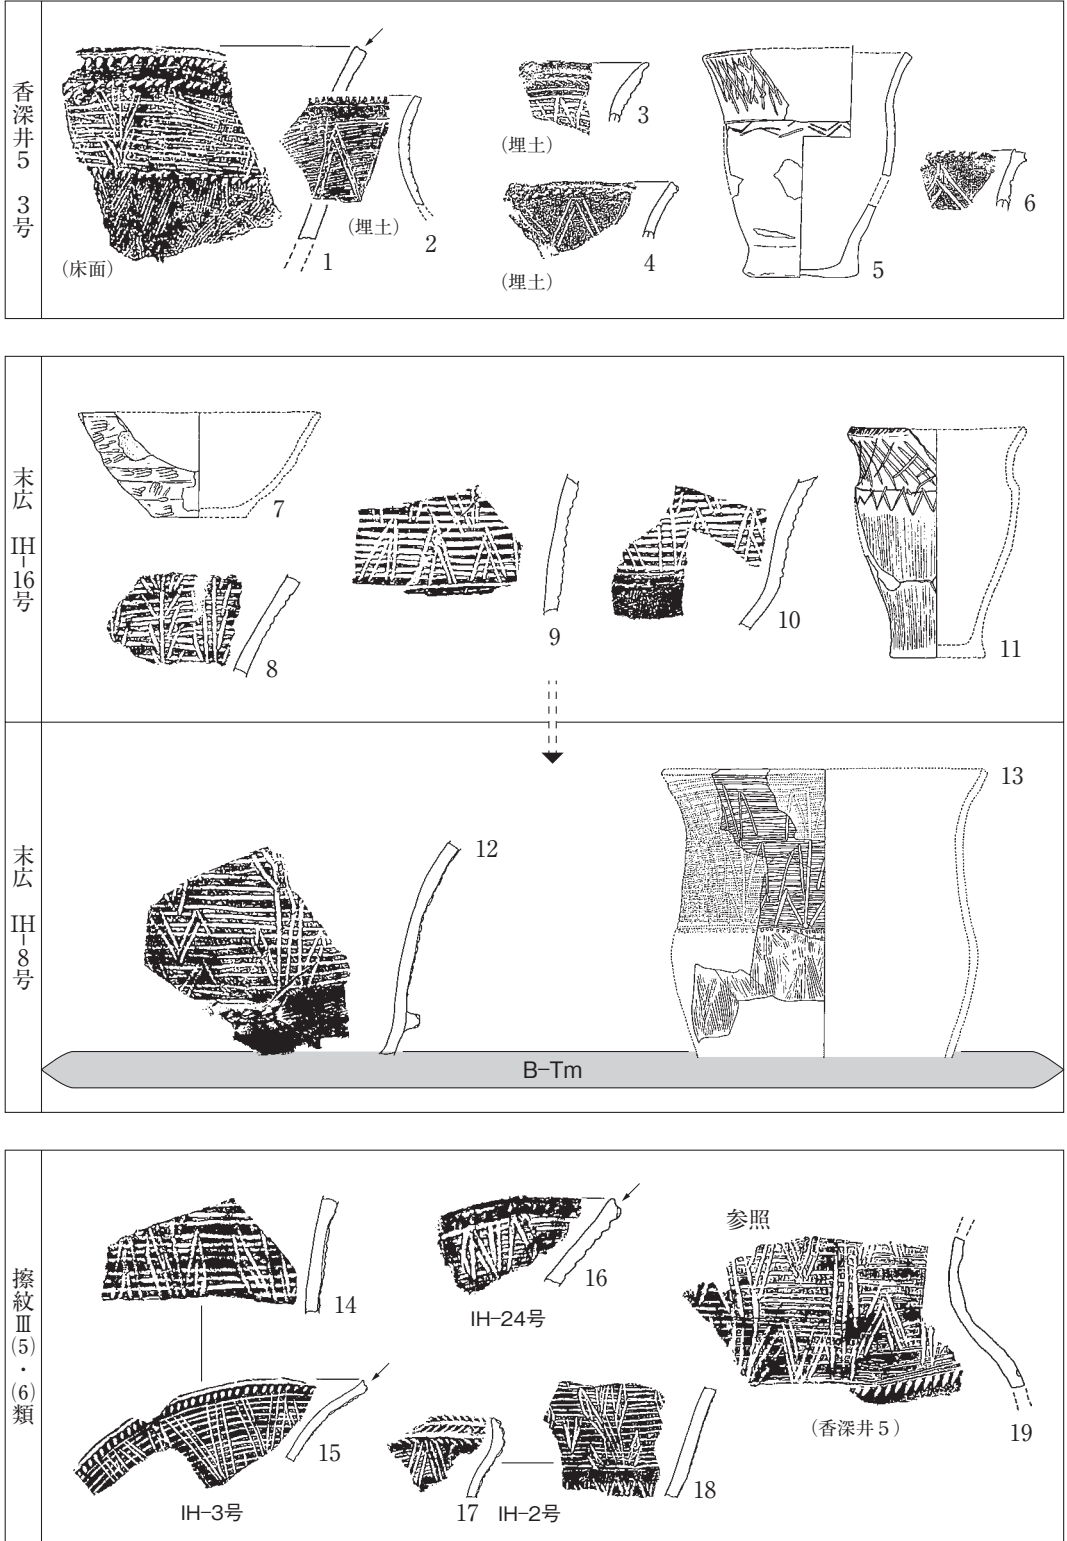 香深井5 3号
1
(床面)
2
(埋土)
3
(埋土)
4
(埋土)
5
6
末広 IH-16号
7
8
9
10
11
末広 IH-8号
12
13
B-Tm
擦紋Ⅲ(5)・(6)類
14
15
IH-3号
16
IH-24号
17
IH-2号
18
参照
(香深井5)
19